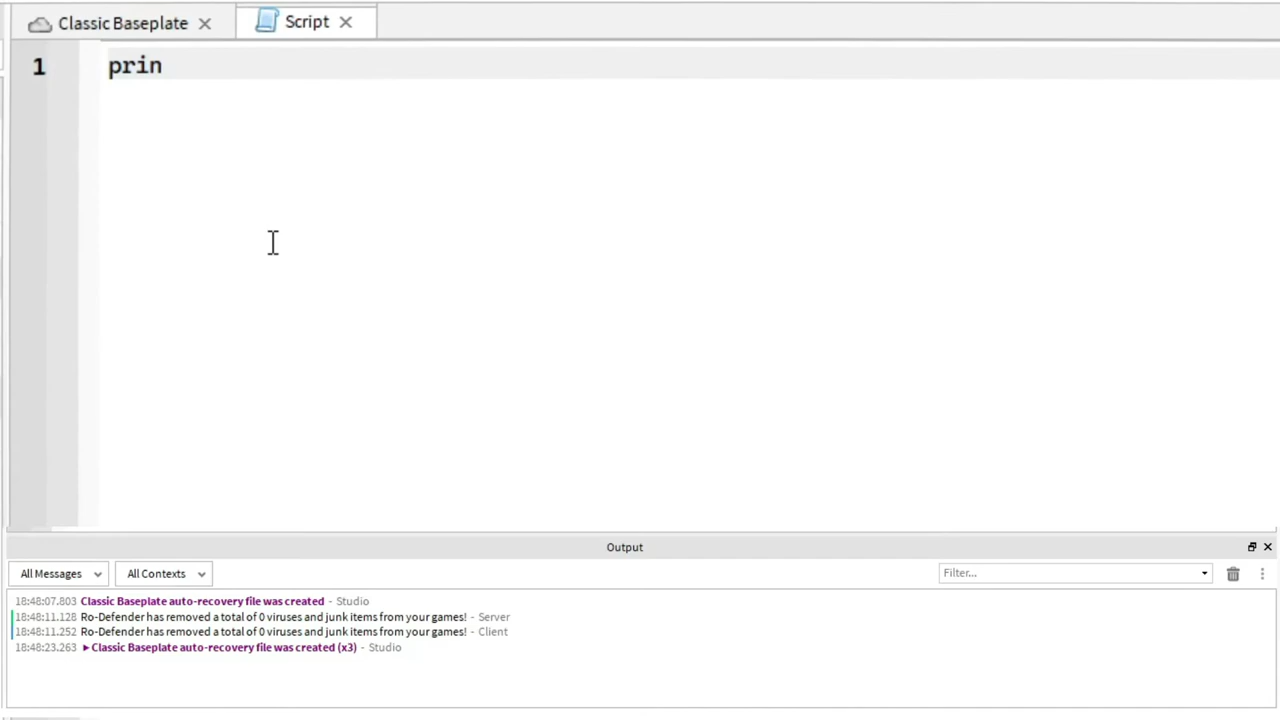 Classic Baseplate
Script
1 prin
Output
All Messages All Contexts Filter...
18:48:07.803 Classic Baseplate auto-recovery file was created - Studio
18:48:11.128 Ro-Defender has removed a total of 0 viruses and junk items from your games! - Server
18:48:11.252 Ro-Defender has removed a total of 0 viruses and junk items from your games! - Client
18:48:23.263 ▶Classic Baseplate auto-recovery file was created (x3) - Studio